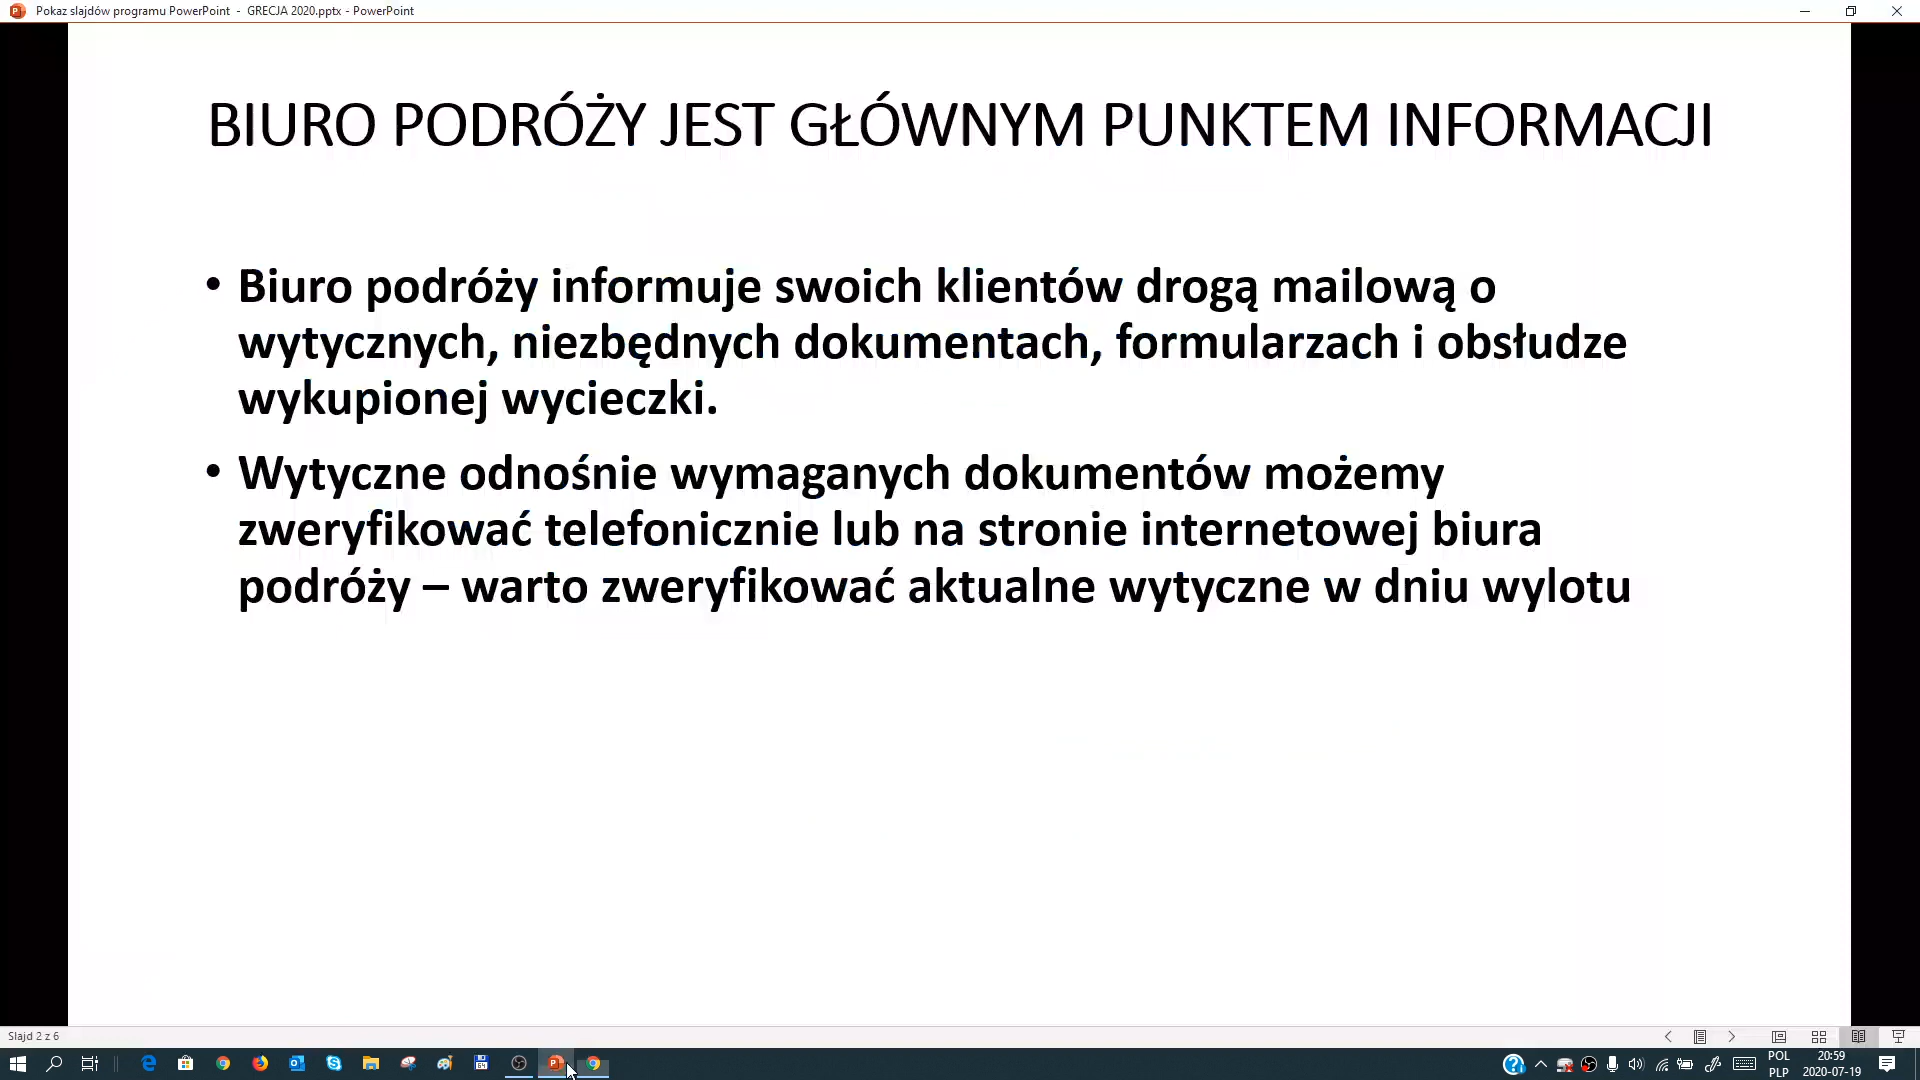 Pokaz slajdów programu PowerPoint - GRECJA 2020.pptx - PowerPoint
BIURO PODRÓŻY JEST GŁÓWNYM PUNKTEM INFORMACJI
• Biuro podróży informuje swoich klientów drogą mailową o
wytycznych, niezbędnych dokumentach, formularzach i obsłudze
wykupionej wycieczki.
• Wytyczne odnośnie wymaganych dokumentów możemy
zweryfikować telefonicznie lub na stronie internetowej biura
podróży – warto zweryfikować aktualne wytyczne w dniu wylotu
Slajd 2 z 6
POL 20:59
PLP 2020-07-19